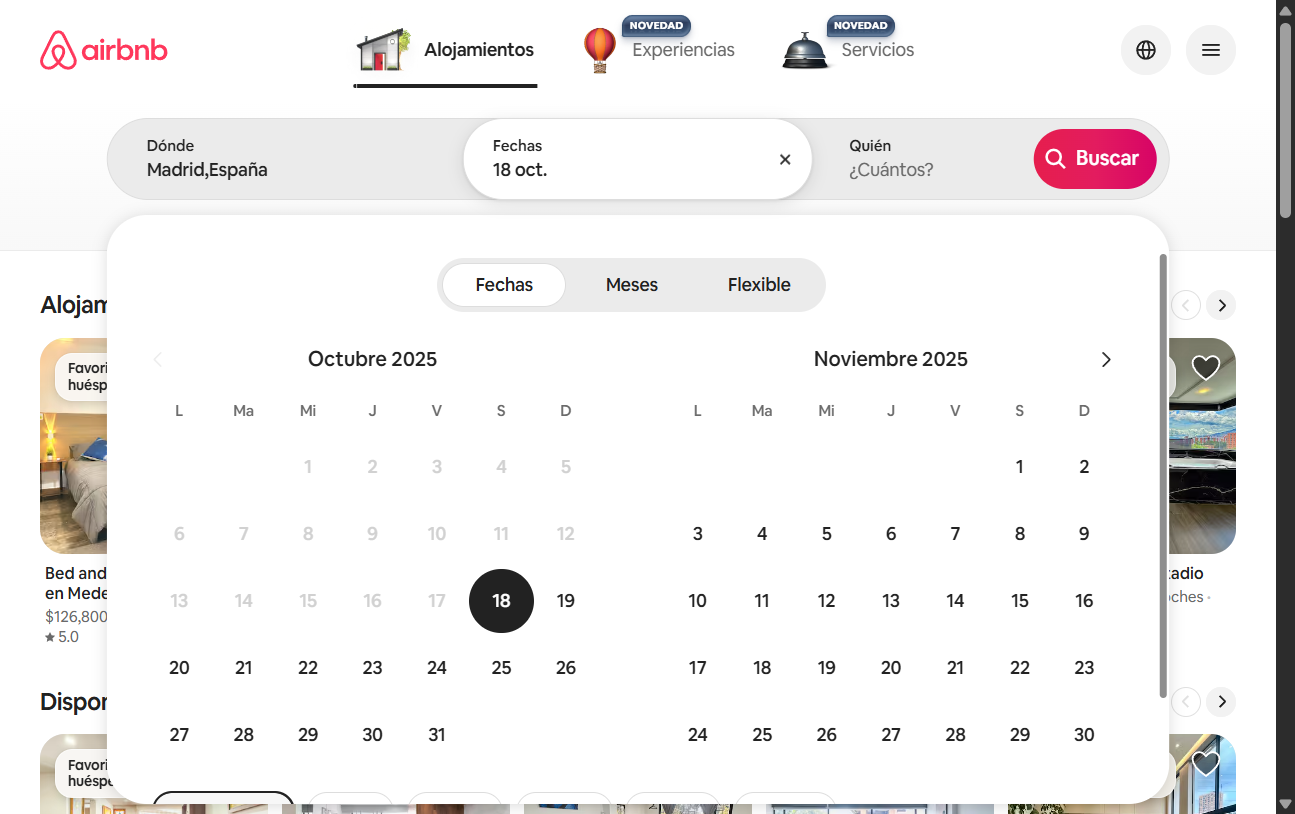 airbnb
Alojamientos
NOVEDAD
Experiencias
NOVEDAD
Servicios
Dónde
Madrid,España
Fechas
18 oct.
Quién
¿Cuántos?
Buscar
Fechas
Meses
Flexible
Octubre 2025
L Ma Mi J V S D
1 2 3 4 5
6 7 8 9 10 11 12
13 14 15 16 17 18 19
20 21 22 23 24 25 26
27 28 29 30 31
Noviembre 2025
L Ma Mi J V S D
1 2
3 4 5 6 7 8 9
10 11 12 13 14 15 16
17 18 19 20 21 22 23
24 25 26 27 28 29 30
Alojam
Favori
huésp
Bed and
en Mede
$126,800
5.0
tadio
oches ·
Dispor
Favori
huéspe